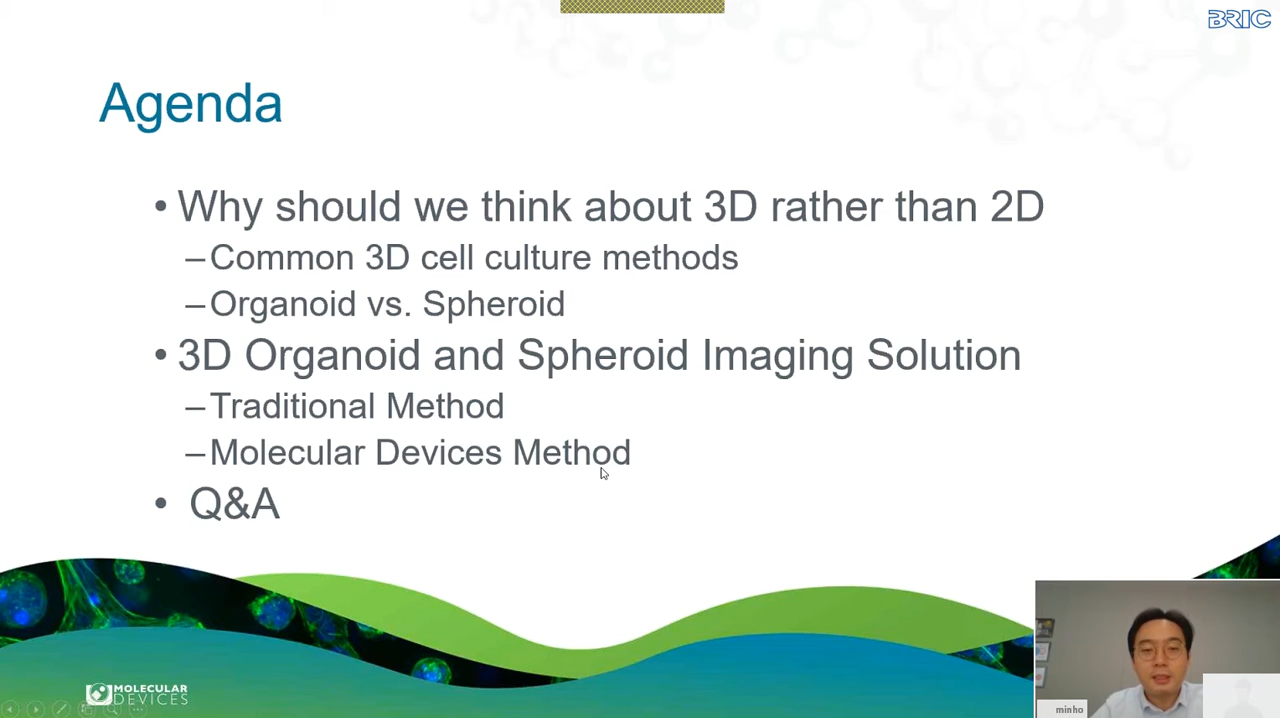 BRIC
Agenda
• Why should we think about 3D rather than 2D
–Common 3D cell culture methods
–Organoid vs. Spheroid
• 3D Organoid and Spheroid Imaging Solution
–Traditional Method
–Molecular Devices Method
• Q&A
MOLECULAR
DEVICES
minho